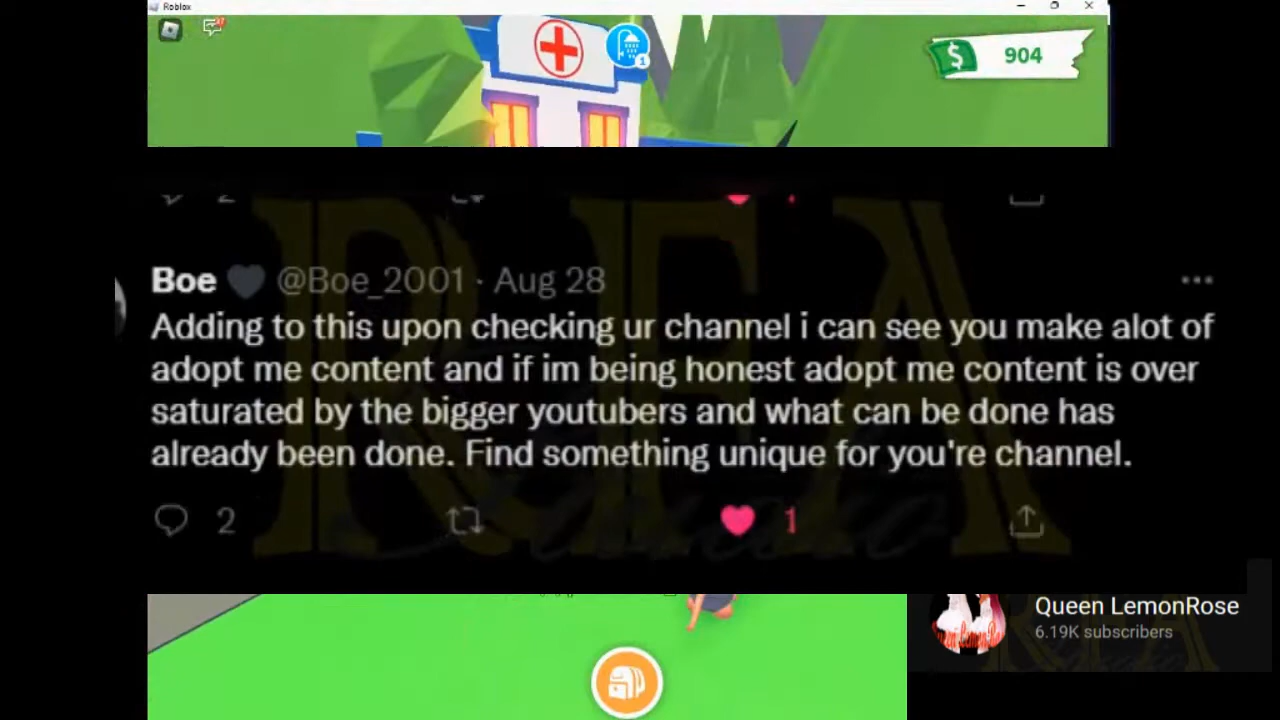 Roblox
1
$
904
Boe 🖤 @Boe_2001 · Aug 28
Adding to this upon checking ur channel i can see you make alot of
adopt me content and if im being honest adopt me content is over
saturated by the bigger youtubers and what can be done has
already been done. Find something unique for you're channel.
2
1
REA
Queen LemonRose
6.19K subscribers